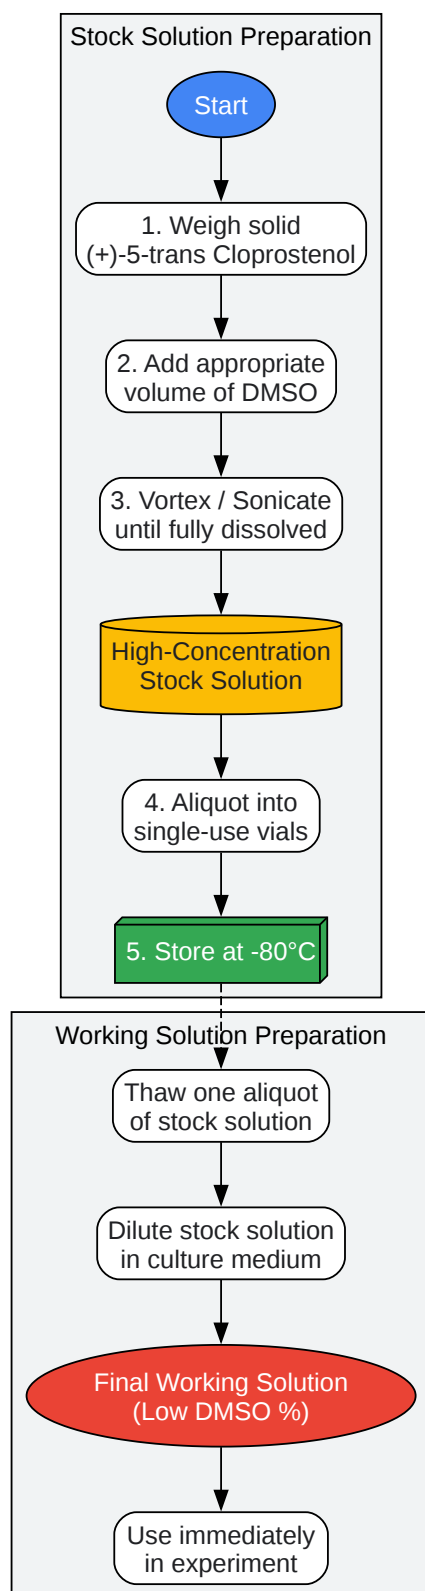 Stock Solution Preparation
Start
1. Weigh solid
(+)-5-trans Cloprostenol
2. Add appropriate
volume of DMSO
3. Vortex / Sonicate
until fully dissolved
High-Concentration
Stock Solution
4. Aliquot into
single-use vials
5. Store at -80°C
Working Solution Preparation
Thaw one aliquot
of stock solution
Dilute stock solution
in culture medium
Final Working Solution
(Low DMSO %)
Use immediately
in experiment